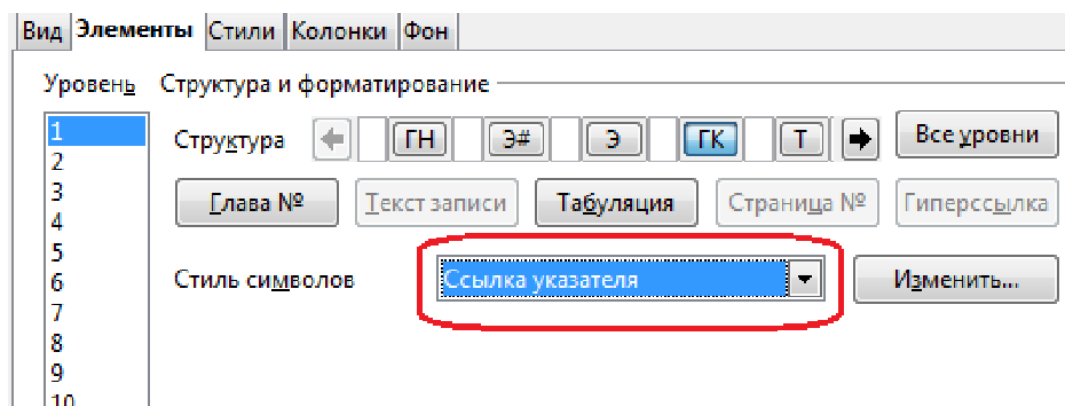 Вид Элементы Стили Колонки Фон
Уровень Структура и форматирование
1
2
3
4
5
6
7
8
9
10
Структура ГН Э# Э ГК Т Все уровни
Глава № Текст записи Табуляция Страница № Гиперссылка
Стиль символов Ссылка указателя Изменить...